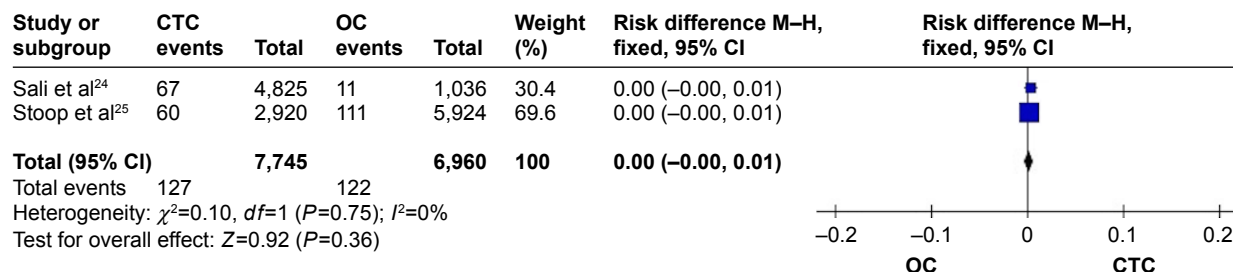 Study or subgroup CTC events Total OC events Total Weight (%) Risk difference M–H, fixed, 95% CI Risk difference M–H, fixed, 95% CI
Sali et al24 67 4,825 11 1,036 30.4 0.00 (–0.00, 0.01)
Stoop et al25 60 2,920 111 5,924 69.6 0.00 (–0.00, 0.01)
Total (95% CI) 7,745 6,960 100 0.00 (–0.00, 0.01)
Total events 127 122
Heterogeneity: χ2=0.10, df=1 (P=0.75); I2=0%
Test for overall effect: Z=0.92 (P=0.36)
–0.2 –0.1 0 0.1 0.2
OC CTC